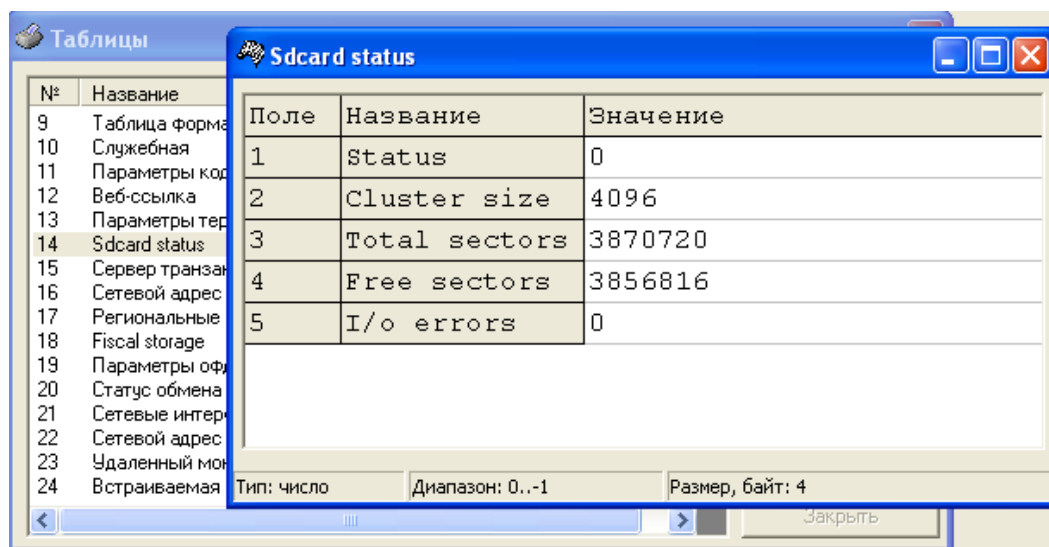 Таблицы
№ Название
9 Таблица форма
10 Служебная
11 Параметры код
12 Веб-ссылка
13 Параметры тер
14 Sdcard status
15 Сервер транзак
16 Сетевой адрес
17 Региональные
18 Fiscal storage
19 Параметры офд
20 Статус обмена
21 Сетевые интер
22 Сетевой адрес
23 Удаленный мон
24 Встраиваемая
Закрыть
Sdcard status
Поле Название Значение
1 Status 0
2 Cluster size 4096
3 Total sectors 3870720
4 Free sectors 3856816
5 I/o errors 0
Тип: число Диапазон: 0..-1 Размер, байт: 4